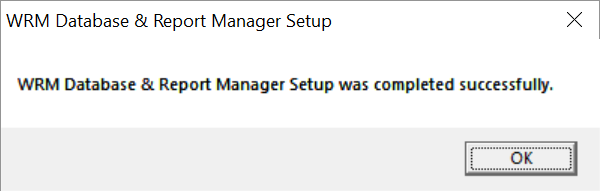 WRM Database & Report Manager Setup
WRM Database & Report Manager Setup was completed successfully.
OK